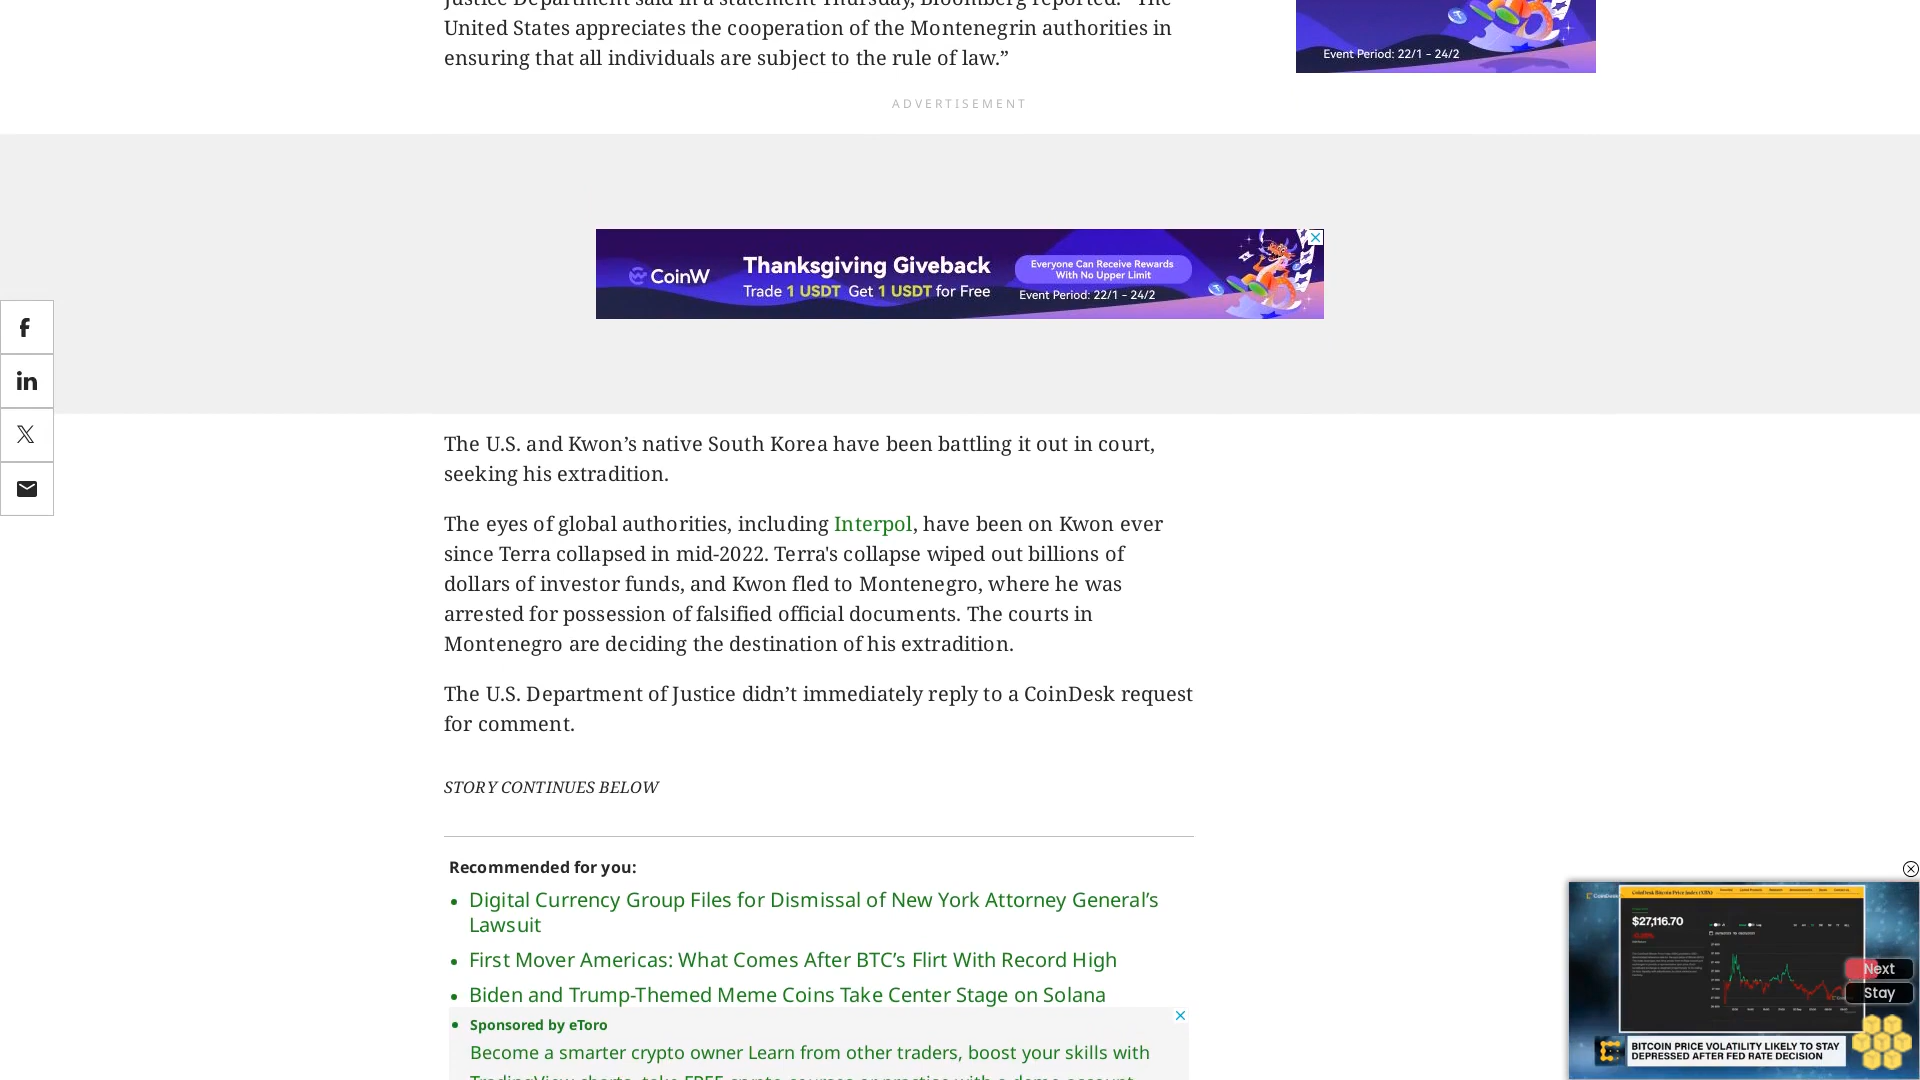 Justice Department said in a statement Thursday, Bloomberg reported. “The
United States appreciates the cooperation of the Montenegrin authorities in
ensuring that all individuals are subject to the rule of law.”
Event Period: 22/1 - 24/2
ADVERTISEMENT
CoinW
Thanksgiving Giveback
Trade 1 USDT Get 1 USDT for Free
Everyone Can Receive Rewards
With No Upper Limit
Event Period: 22/1 - 24/2
The U.S. and Kwon’s native South Korea have been battling it out in court,
seeking his extradition.
The eyes of global authorities, including Interpol, have been on Kwon ever
since Terra collapsed in mid-2022. Terra's collapse wiped out billions of
dollars of investor funds, and Kwon fled to Montenegro, where he was
arrested for possession of falsified official documents. The courts in
Montenegro are deciding the destination of his extradition.
The U.S. Department of Justice didn’t immediately reply to a CoinDesk request
for comment.
STORY CONTINUES BELOW
Recommended for you:
Digital Currency Group Files for Dismissal of New York Attorney General’s
Lawsuit
First Mover Americas: What Comes After BTC’s Flirt With Record High
Biden and Trump-Themed Meme Coins Take Center Stage on Solana
Sponsored by eToro
Become a smarter crypto owner Learn from other traders, boost your skills with
TradingView charts, take FREE crypto courses or practice with a demo account
CoinDesk Bitcoin Price Index (XBX)
$27,116.70
Next
Stay
BITCOIN PRICE VOLATILITY LIKELY TO STAY
DEPRESSED AFTER FED RATE DECISION